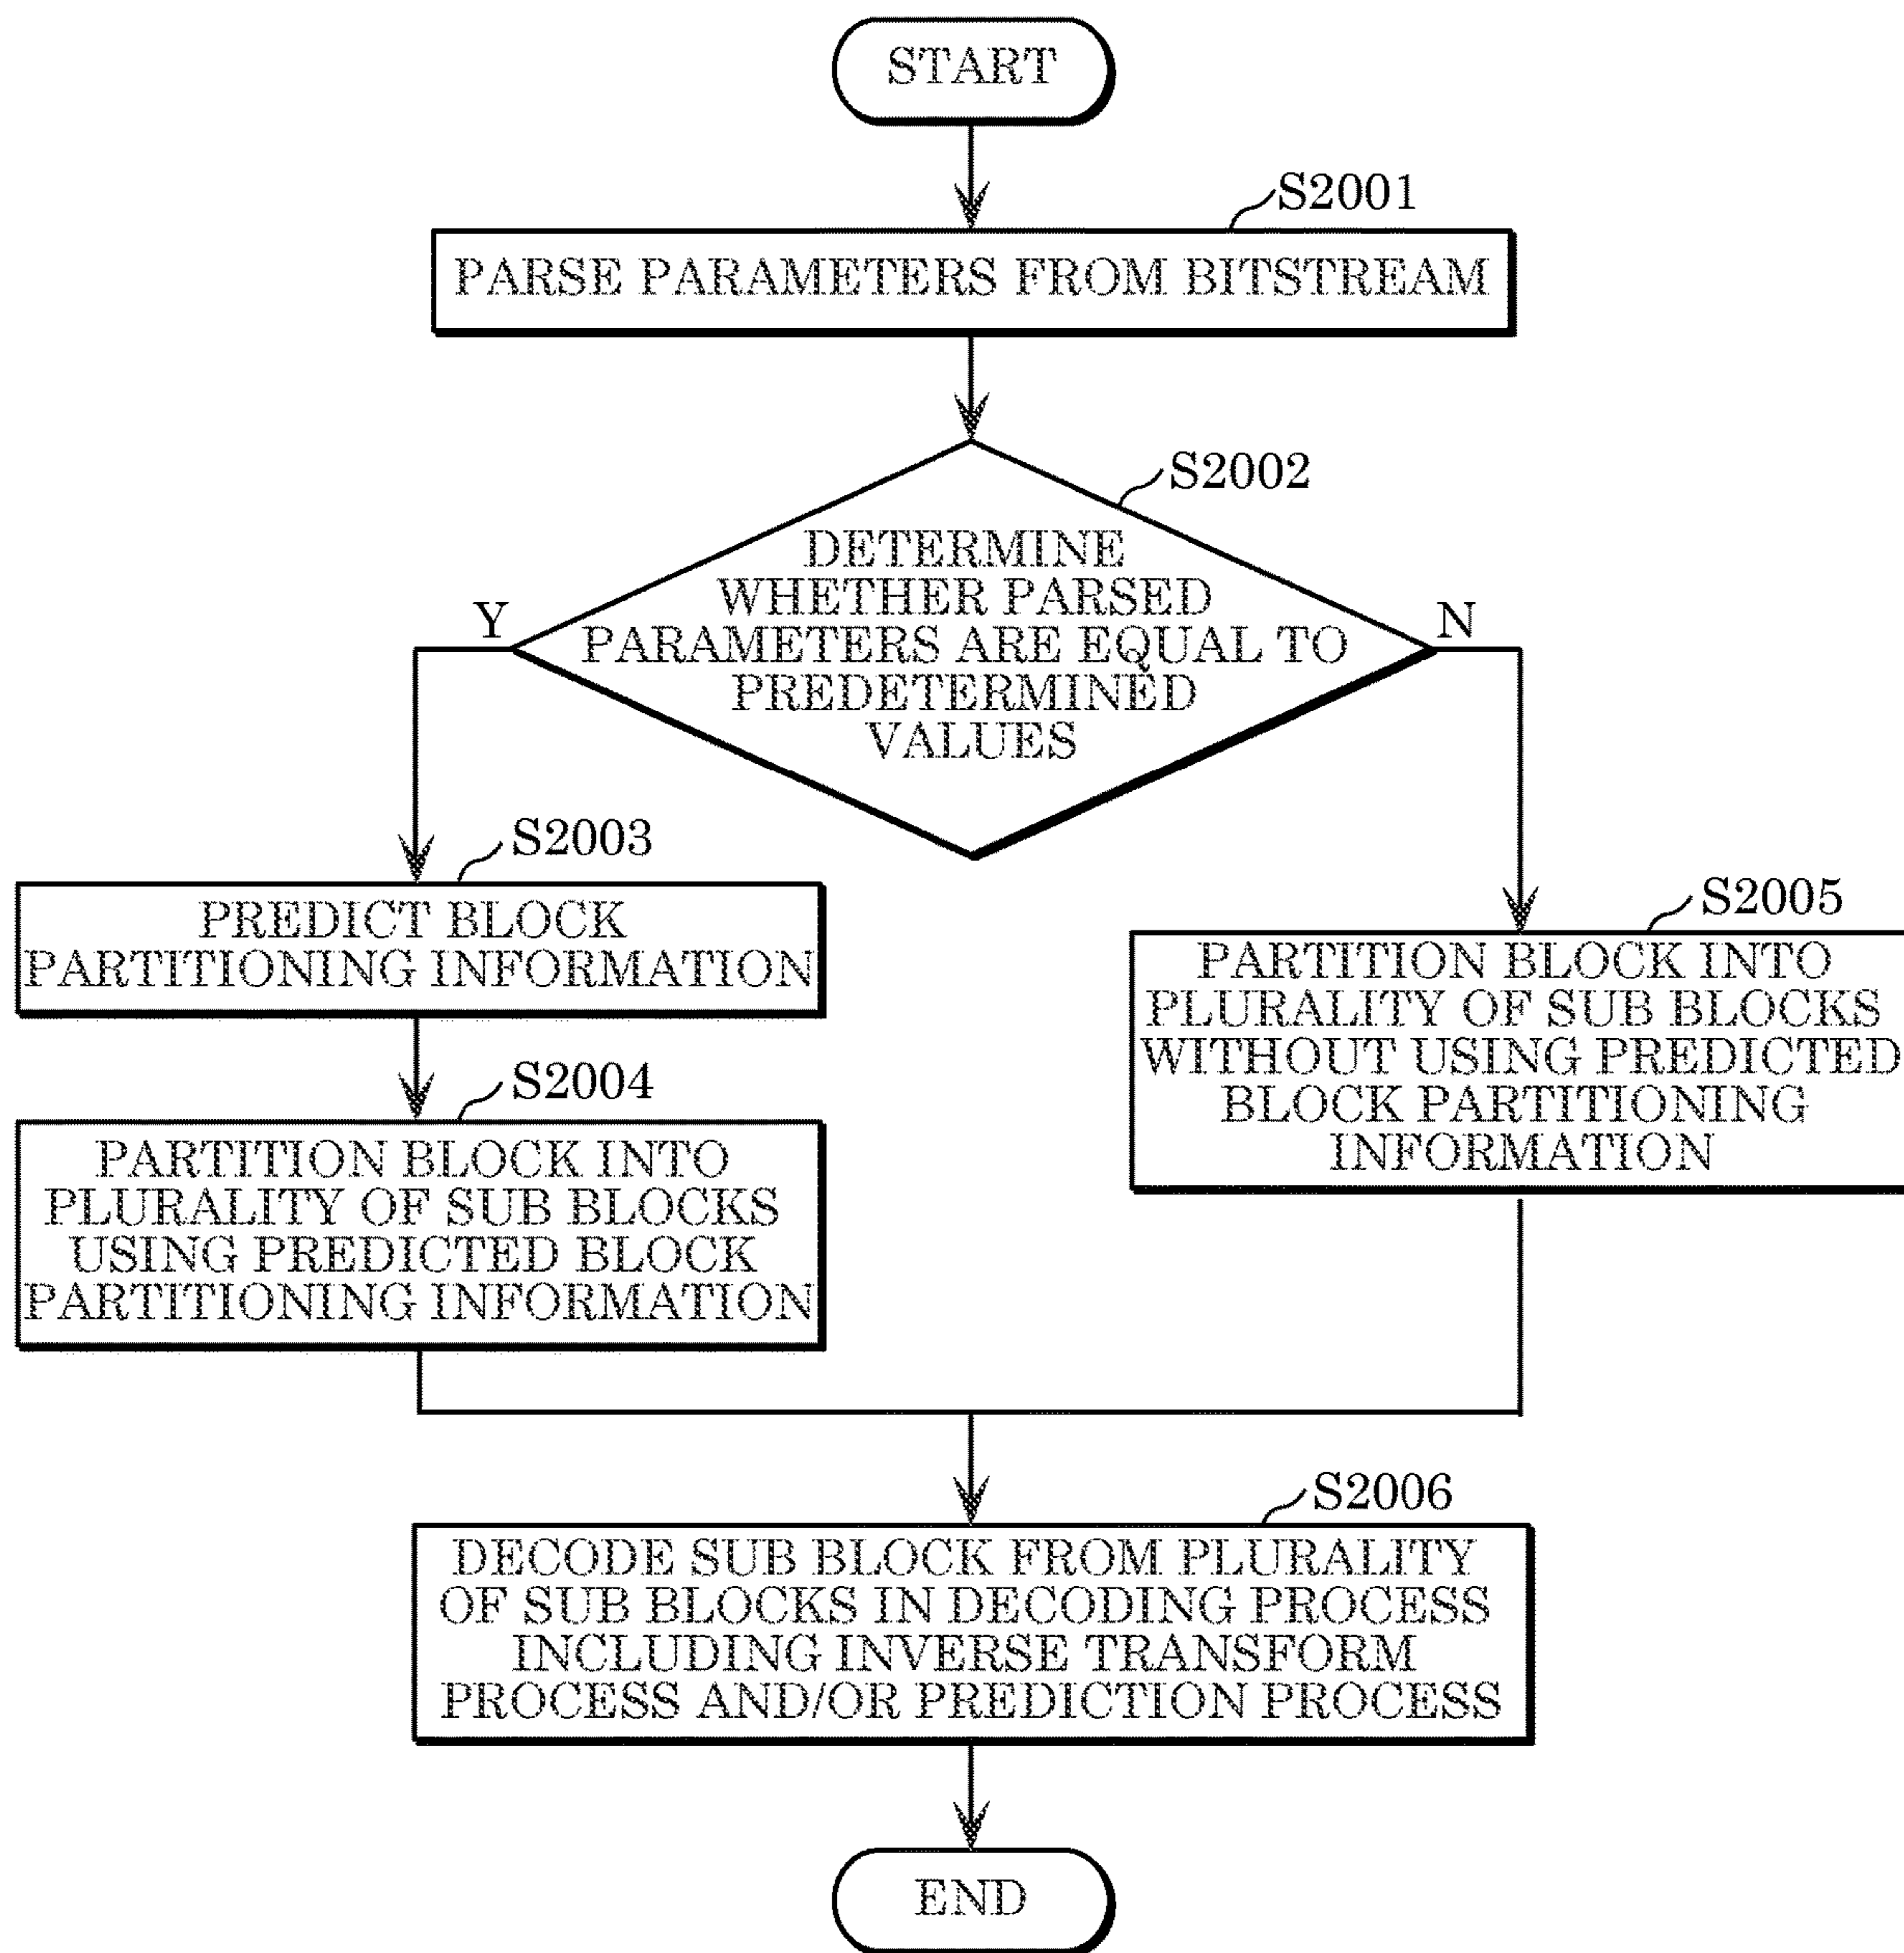 START
S2001
PARSE PARAMETERS FROM BITSTREAM
S2002
DETERMINE
WHETHER PARSED
PARAMETERS ARE EQUAL TO
PREDETERMINED
VALUES
Y
N
S2003
PREDICT BLOCK
PARTITIONING INFORMATION
S2004
PARTITION BLOCK INTO
PLURALITY OF SUB BLOCKS
USING PREDICTED BLOCK
PARTITIONING INFORMATION
S2005
PARTITION BLOCK INTO
PLURALITY OF SUB BLOCKS
WITHOUT USING PREDICTED
BLOCK PARTITIONING
INFORMATION
S2006
DECODE SUB BLOCK FROM PLURALITY
OF SUB BLOCKS IN DECODING PROCESS
INCLUDING INVERSE TRANSFORM
PROCESS AND/OR PREDICTION PROCESS
END